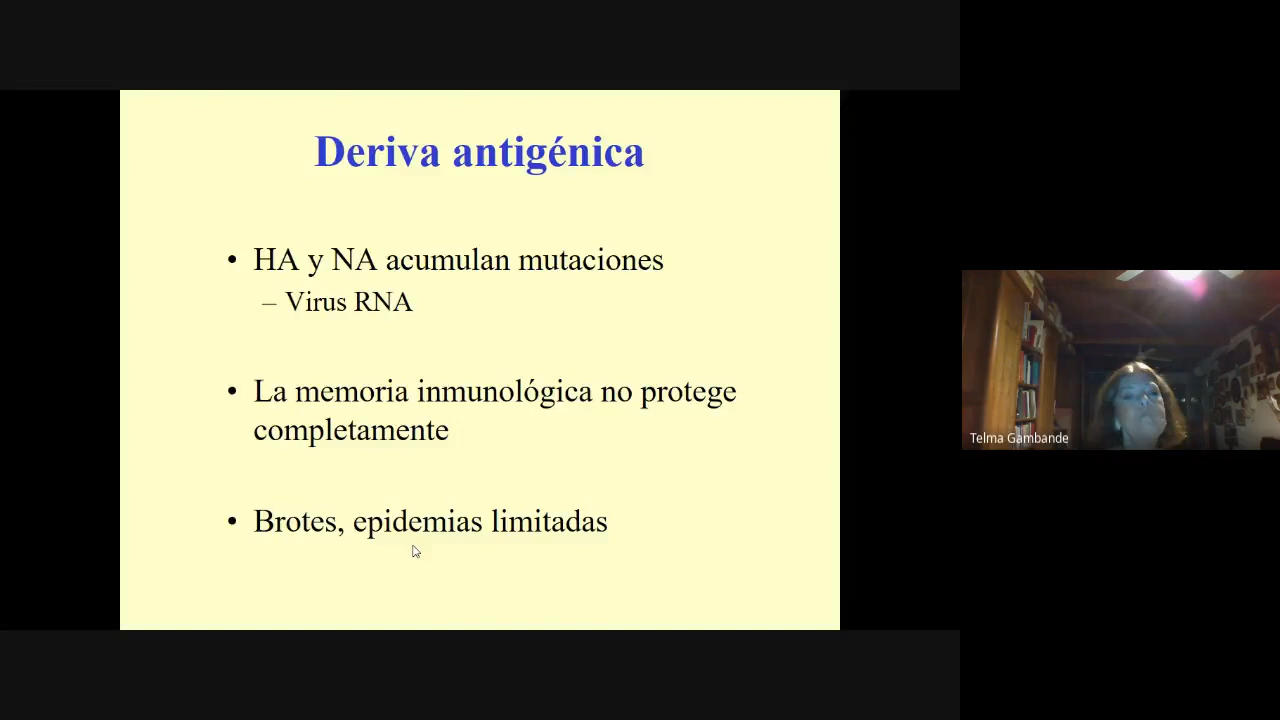 Deriva antigénica
• HA y NA acumulan mutaciones
– Virus RNA
• La memoria inmunológica no protege
completamente
• Brotes, epidemias limitadas
Telma Gambande